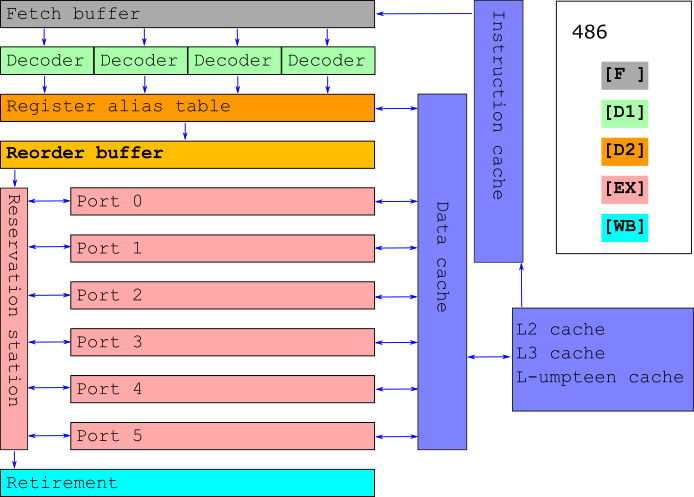 Fetch buffer
Decoder
Decoder
Decoder
Decoder
Register alias table
Reorder buffer
Reservation station
Port 0
Port 1
Port 2
Port 3
Port 4
Port 5
Retirement
Data cache
Instruction cache
L2 cache
L3 cache
L-umpteen cache
486
[F ]
[D1]
[D2]
[EX]
[WB]